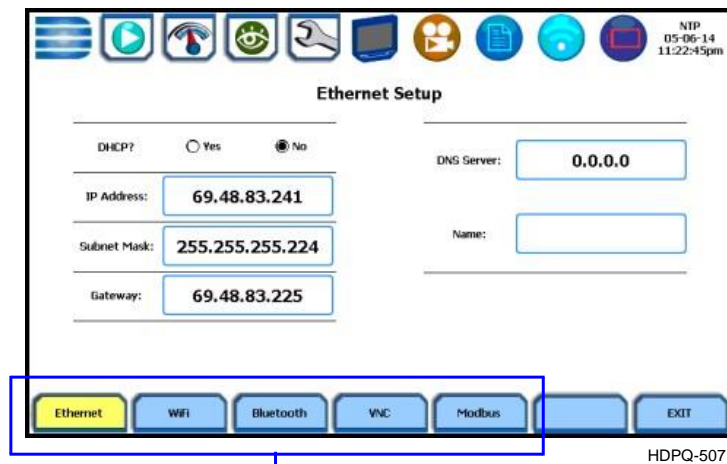 NTP
05-06-14
11:22:45pm
Ethernet Setup
DHCP? Yes No
IP Address: 69.48.83.241
Subnet Mask: 255.255.255.224
Gateway: 69.48.83.225
DNS Server: 0.0.0.0
Name:
Ethernet WiFi Bluetooth VNC Modbus EXIT
HDPQ-507